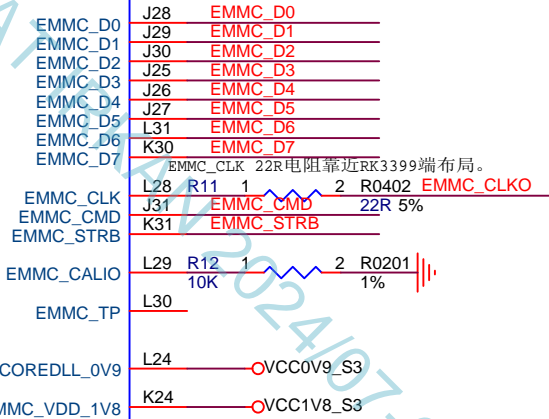 EMMC_D0 J28 EMMC_D0
EMMC_D1 J29 EMMC_D1
EMMC_D2 J30 EMMC_D2
EMMC_D3 J25 EMMC_D3
EMMC_D4 J26 EMMC_D4
EMMC_D5 J27 EMMC_D5
EMMC_D6 L31 EMMC_D6
EMMC_D7 K30 EMMC_D7
EMMC_CLK 22R电阻靠近RK3399端布局。
EMMC_CLK L28 R11 1 2 R0402 EMMC_CLKO
22R 5%
EMMC_CMD J31 EMMC_CMD
EMMC_STRB K31 EMMC_STRB
EMMC_CALIO L29 R12 1 2 R0201
10K 1%
EMMC_TP L30
COREDLL_0V9 L24 VCC0V9_S3
MMC_VDD_1V8 K24 VCC1V8_S3
2024/07